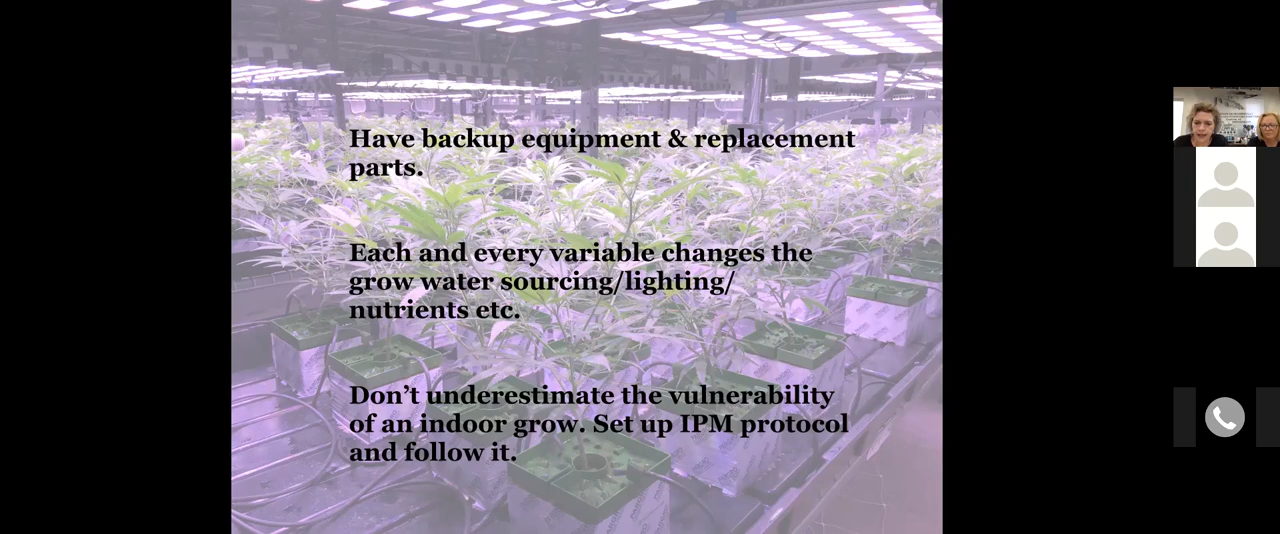 Have backup equipment & replacement
parts.
Each and every variable changes the
grow water sourcing/lighting/
nutrients etc.
Don’t underestimate the vulnerability
of an indoor grow. Set up IPM protocol
and follow it.